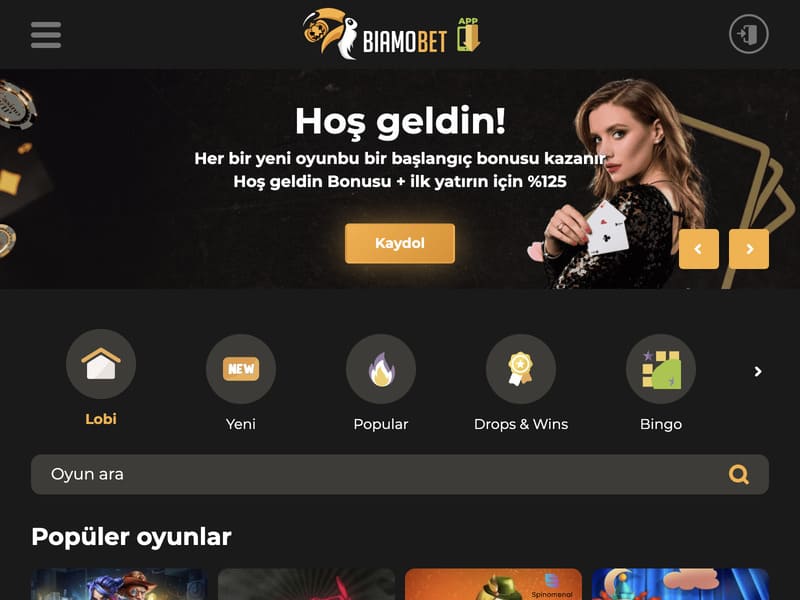 BIAMOBET
APP
Hoş geldin!
Her bir yeni oyunbu bir başlangıç bonusu kazanır
Hoş geldin Bonusu + ilk yatırın için %125
Kaydol
NEW
Lobi
Yeni
Popular
Drops & Wins
Bingo
Oyun ara
Popüler oyunlar
Spinomenal